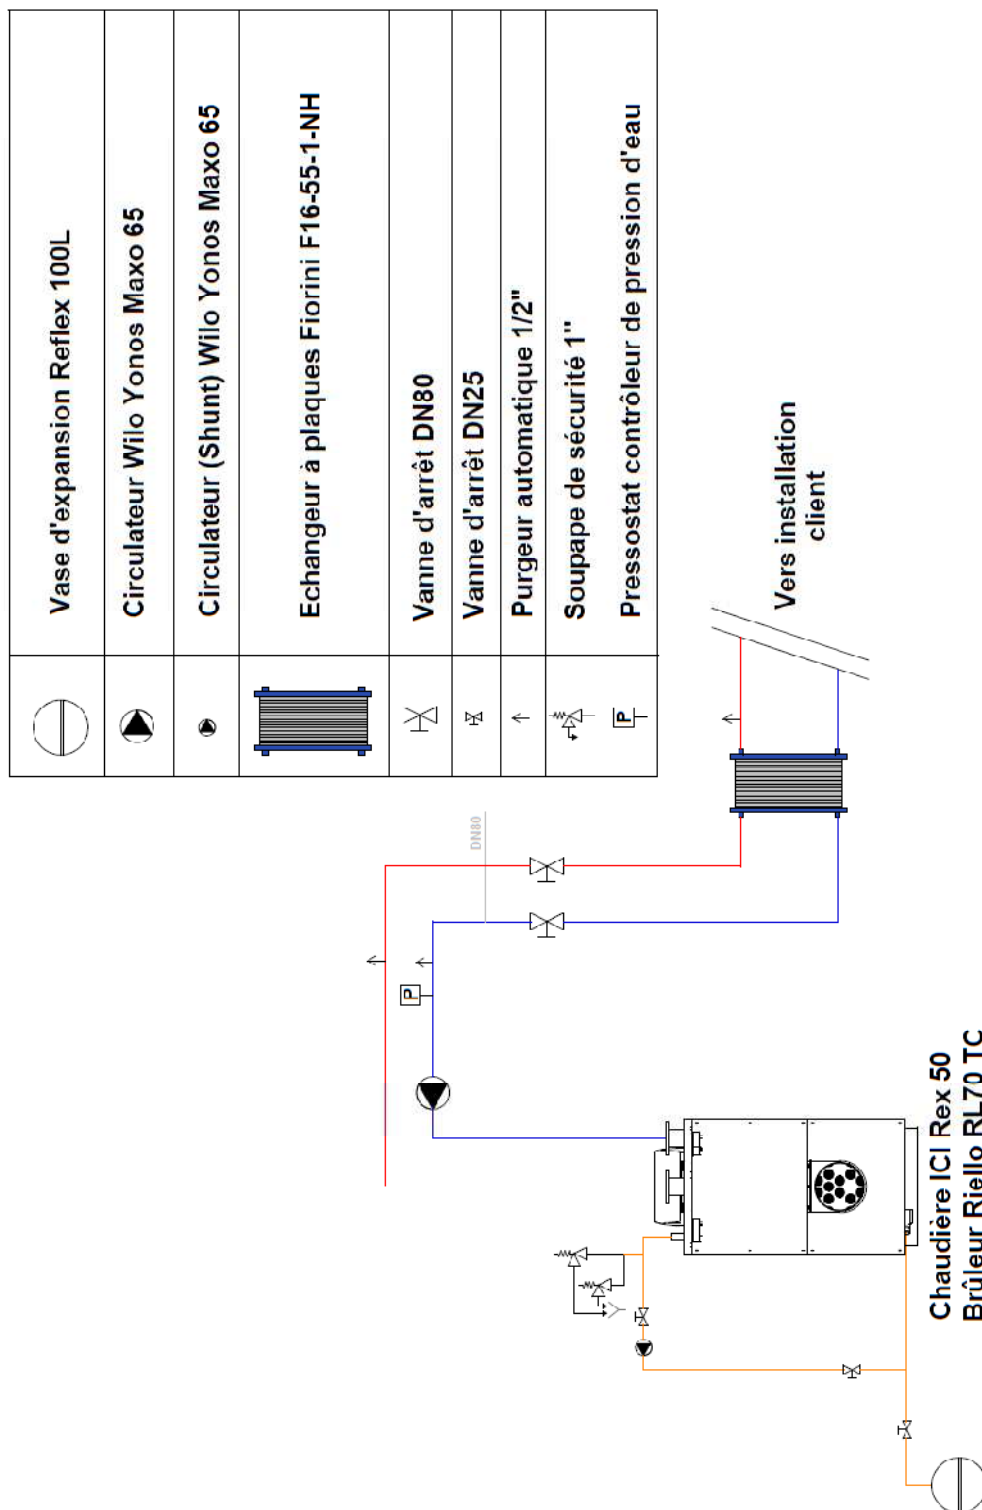 Vase d'expansion Reflex 100L
Circulateur Wilo Yonos Maxo 65
Circulateur (Shunt) Wilo Yonos Maxo 65
Echangeur à plaques Fiorini F16-55-1-NH
Vanne d'arrêt DN80
Vanne d'arrêt DN25
Purgeur automatique 1/2"
Soupape de sécurité 1"
P
Pressostat contrôleur de pression d'eau
DN80
P
Vers installation
client
Chaudière ICI Rex 50
Brûleur Riello RL70 TC